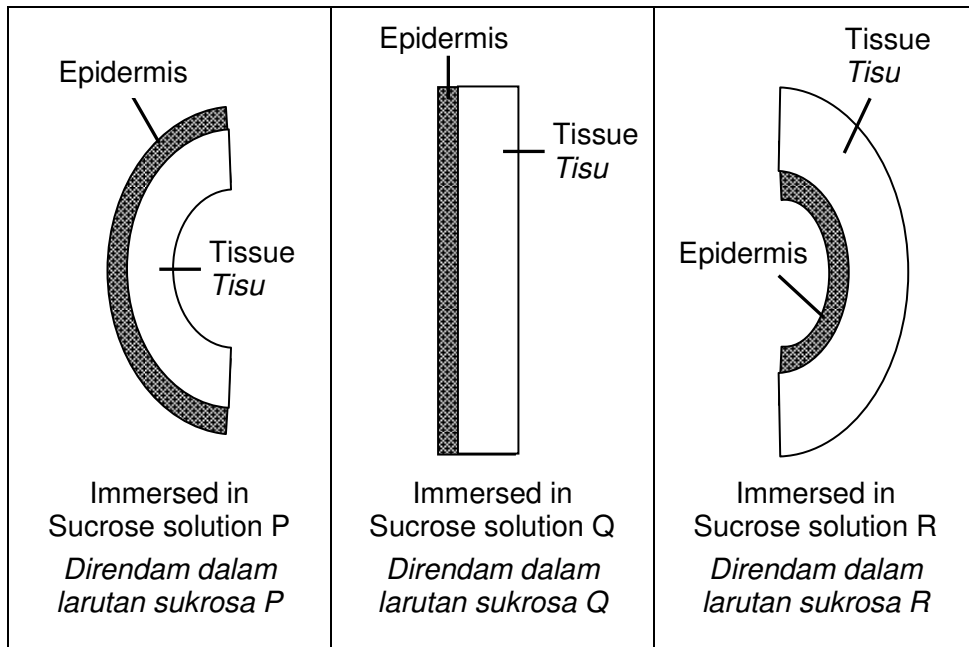 Epidermis
Tissue
Tisu
Immersed in
Sucrose solution P
Direndam dalam
larutan sukrosa P
Epidermis
Tissue
Tisu
Immersed in
Sucrose solution Q
Direndam dalam
larutan sukrosa Q
Tissue
Tisu
Epidermis
Immersed in
Sucrose solution R
Direndam dalam
larutan sukrosa R